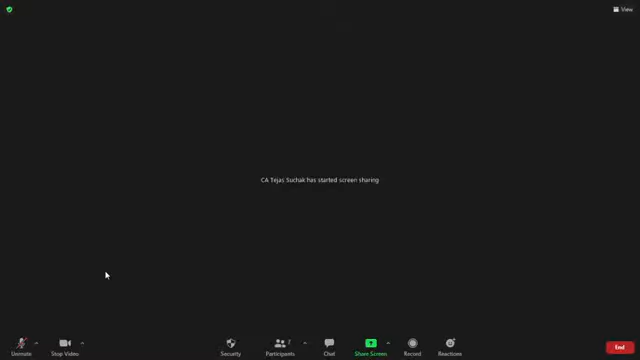 View
CA Tejas Suchak has started screen sharing
Unmute
Stop Video
Security
Participants
7
Chat
Share Screen
Record
Reactions
End